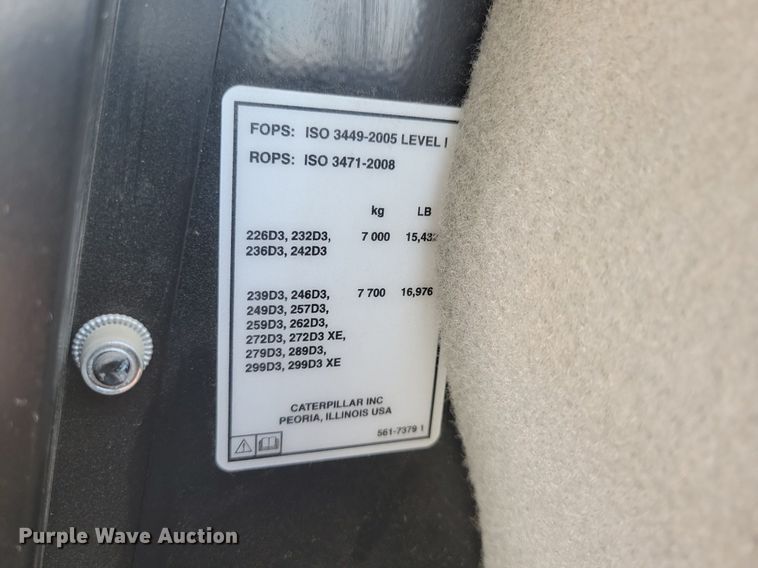 FOPS: ISO 3449-2005 LEVEL I
ROPS: ISO 3471-2008
kg LB
226D3, 232D3, 7 000 15,432
236D3, 242D3
239D3, 246D3, 7 700 16,976
249D3, 257D3,
259D3, 262D3,
272D3, 272D3 XE,
279D3, 289D3,
299D3, 299D3 XE
CATERPILLAR INC
PEORIA, ILLINOIS USA
561-7379 1
Purple Wave Auction